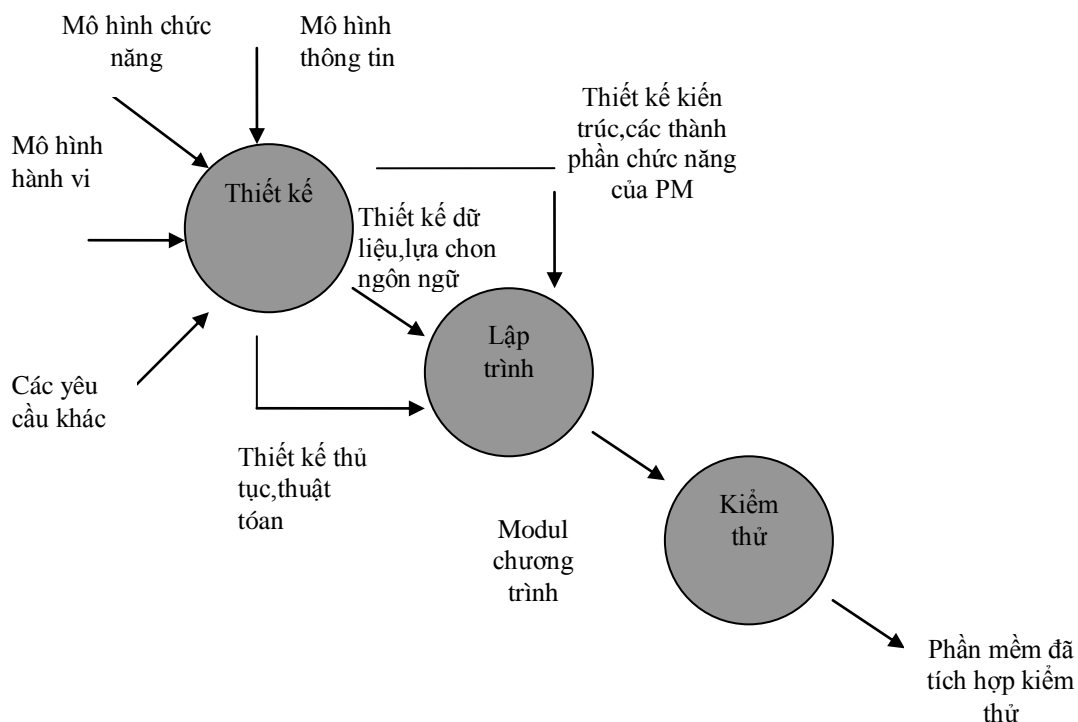 Mô hình chức
năng
Mô hình
thông tin
Thiết kế kiến
trúc,các thành
phần chức năng
của PM
Mô hình
hành vi
Thiết kế
Thiết kế dữ
liệu,lựa chon
ngôn ngữ
Lập
trình
Các yêu
cầu khác
Thiết kế thủ
tục,thuật
tóan
Modul
chương
trình
Kiểm
thử
Phần mềm đã
tích hợp kiểm
thử